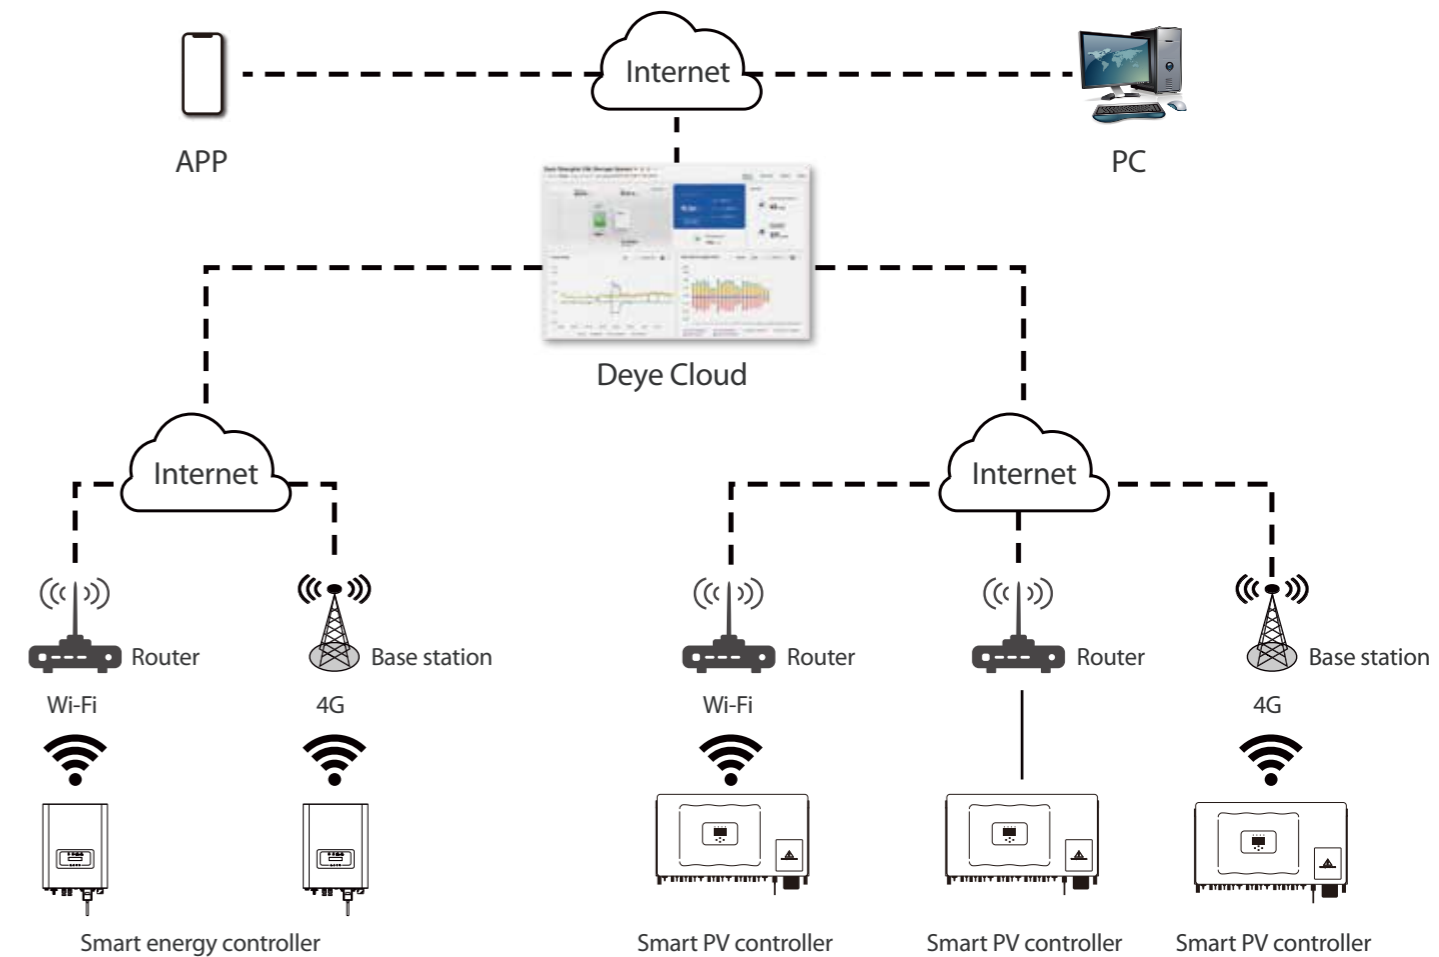 Internet
APP
PC
Deye Cloud
Internet
Internet
Router
Base station
Router
Router
Base station
Wi-Fi
4G
Wi-Fi
4G
Smart energy controller
Smart PV controller
Smart PV controller
Smart PV controller